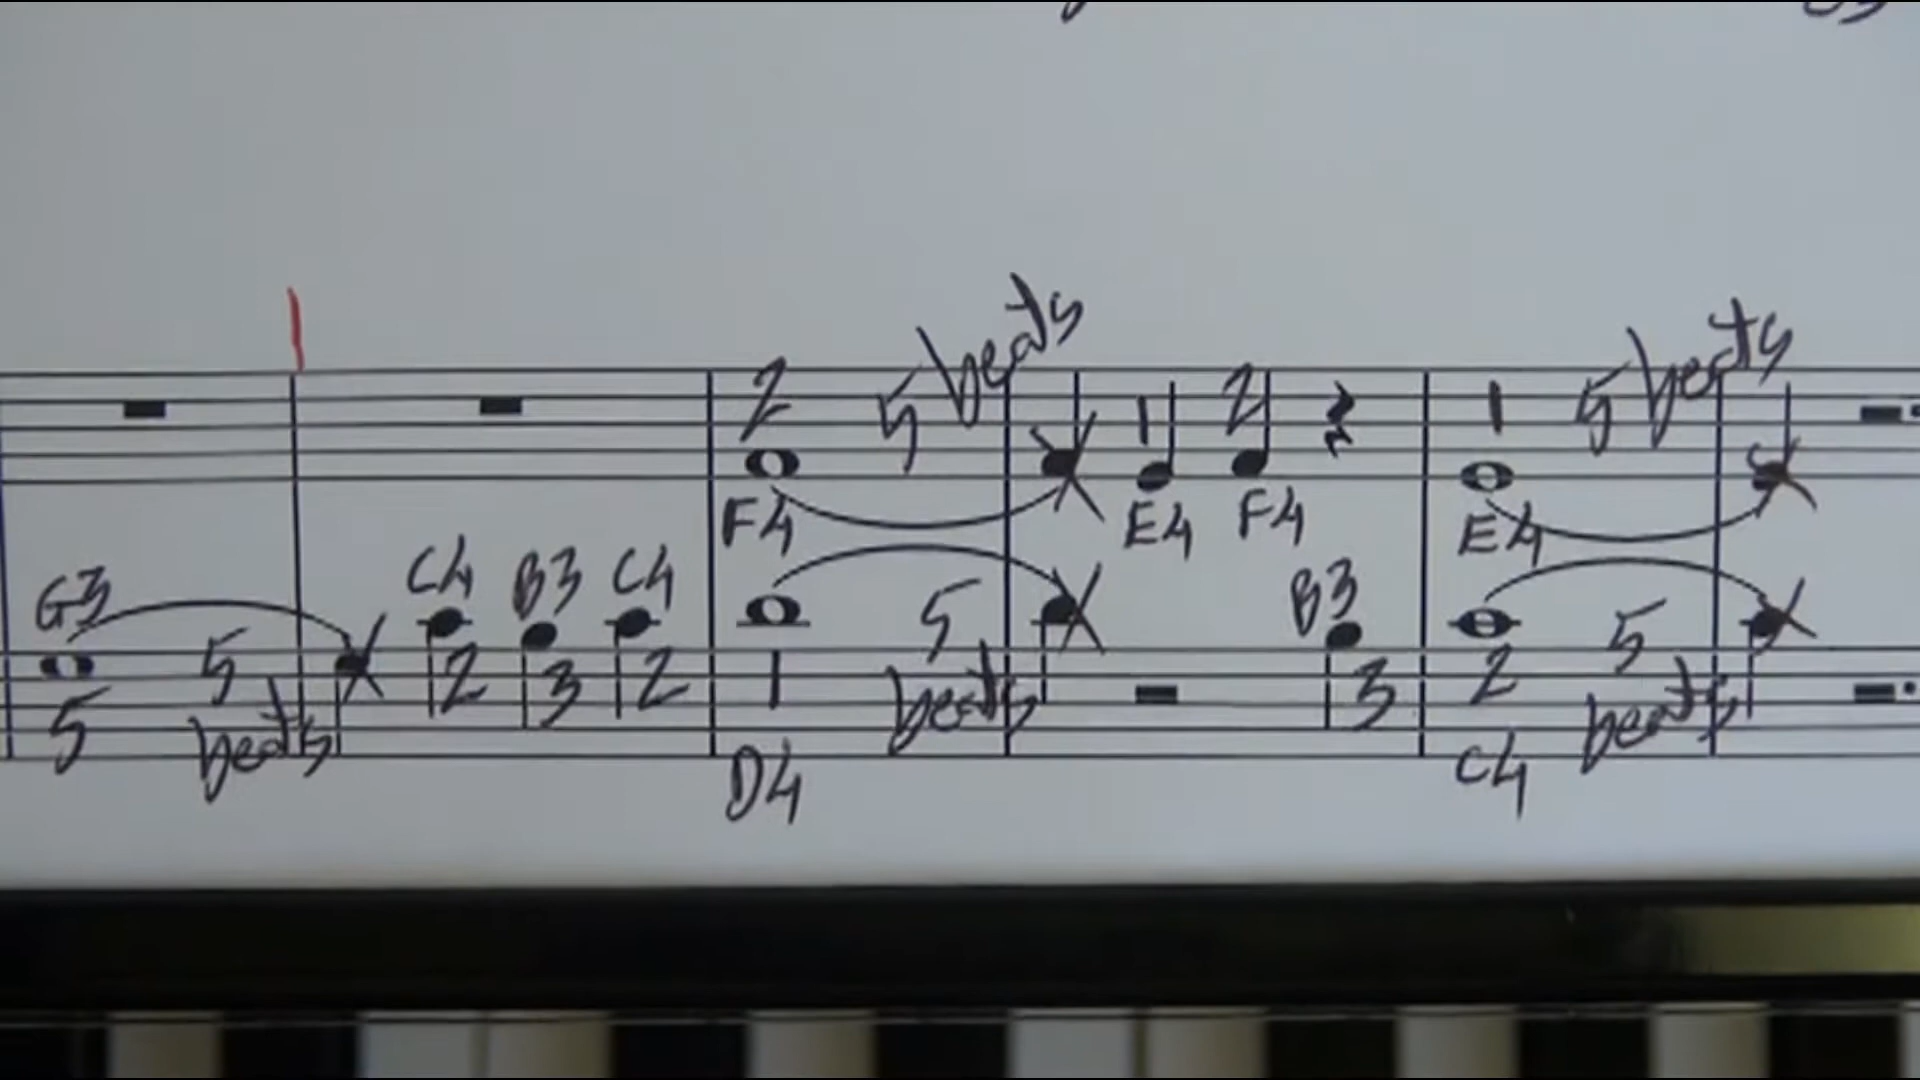 2 5 beats 1 2 1 5 beats
F4 E4 F4 E4
G3 C4 B3 C4 B3
5 5 beats 2 3 2 1 5 beats 3 2 5 beats
D4 C4